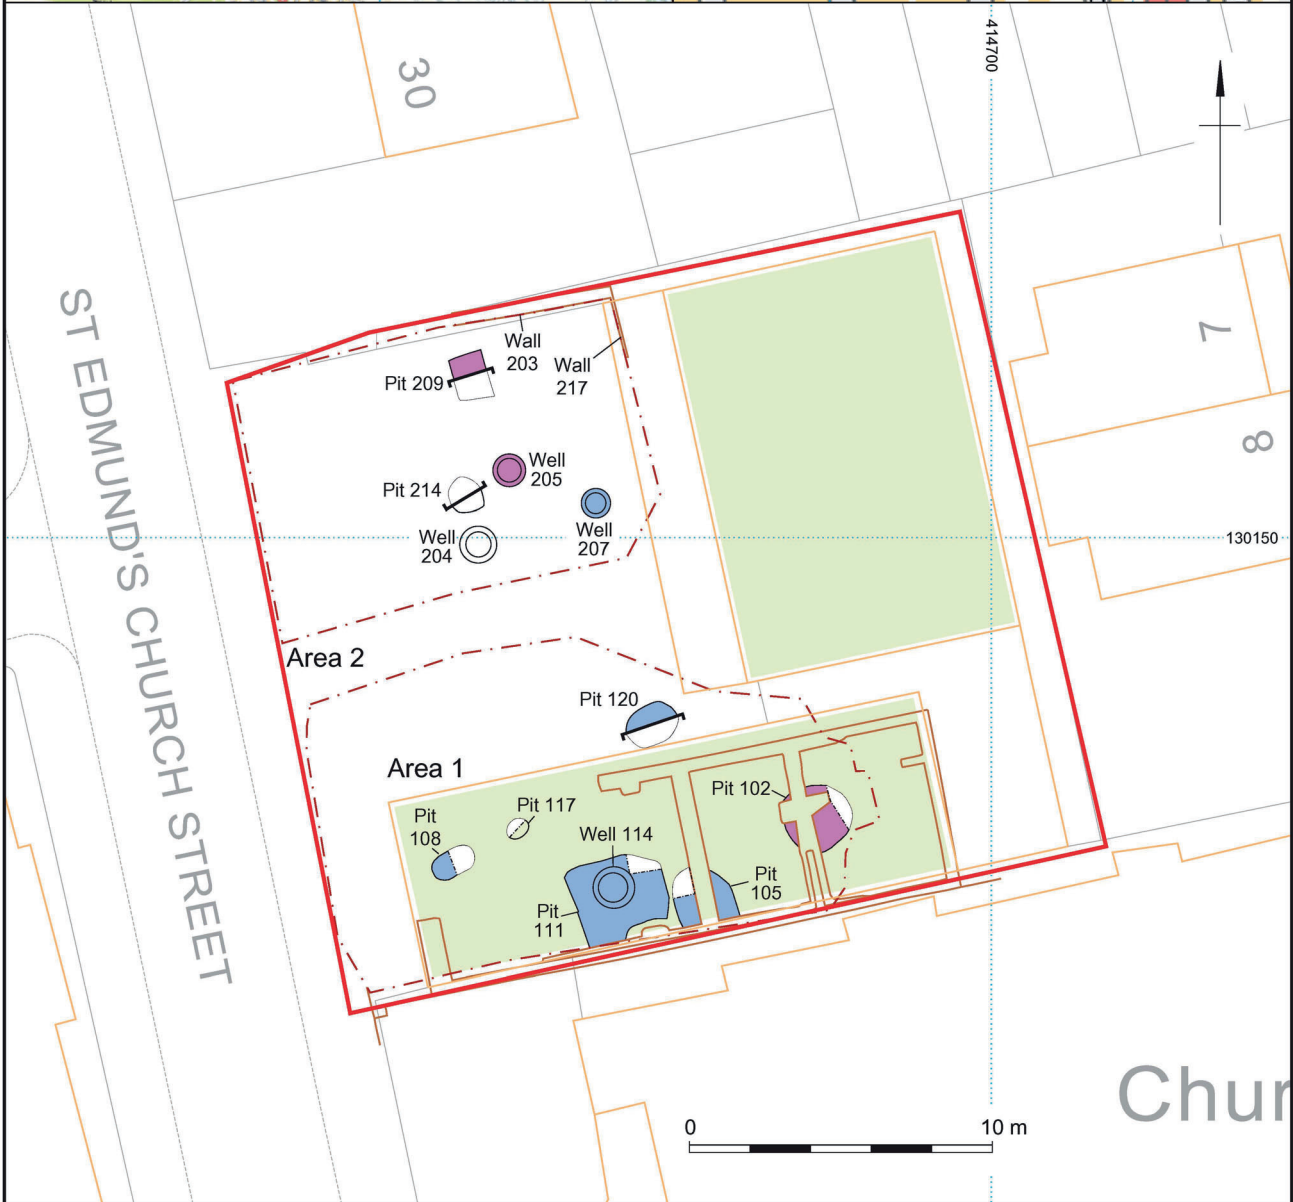 414700
30
ST EDMUND'S CHURCH STREET
Wall
203
Wall
217
Pit 209
7
8
Well
205
Pit 214
Well
204
Well
207
130150
Area 2
Pit 120
Area 1
Pit 102
Pit 117
Pit
108
Well 114
Pit
105
Pit
111
Chur
0
10 m